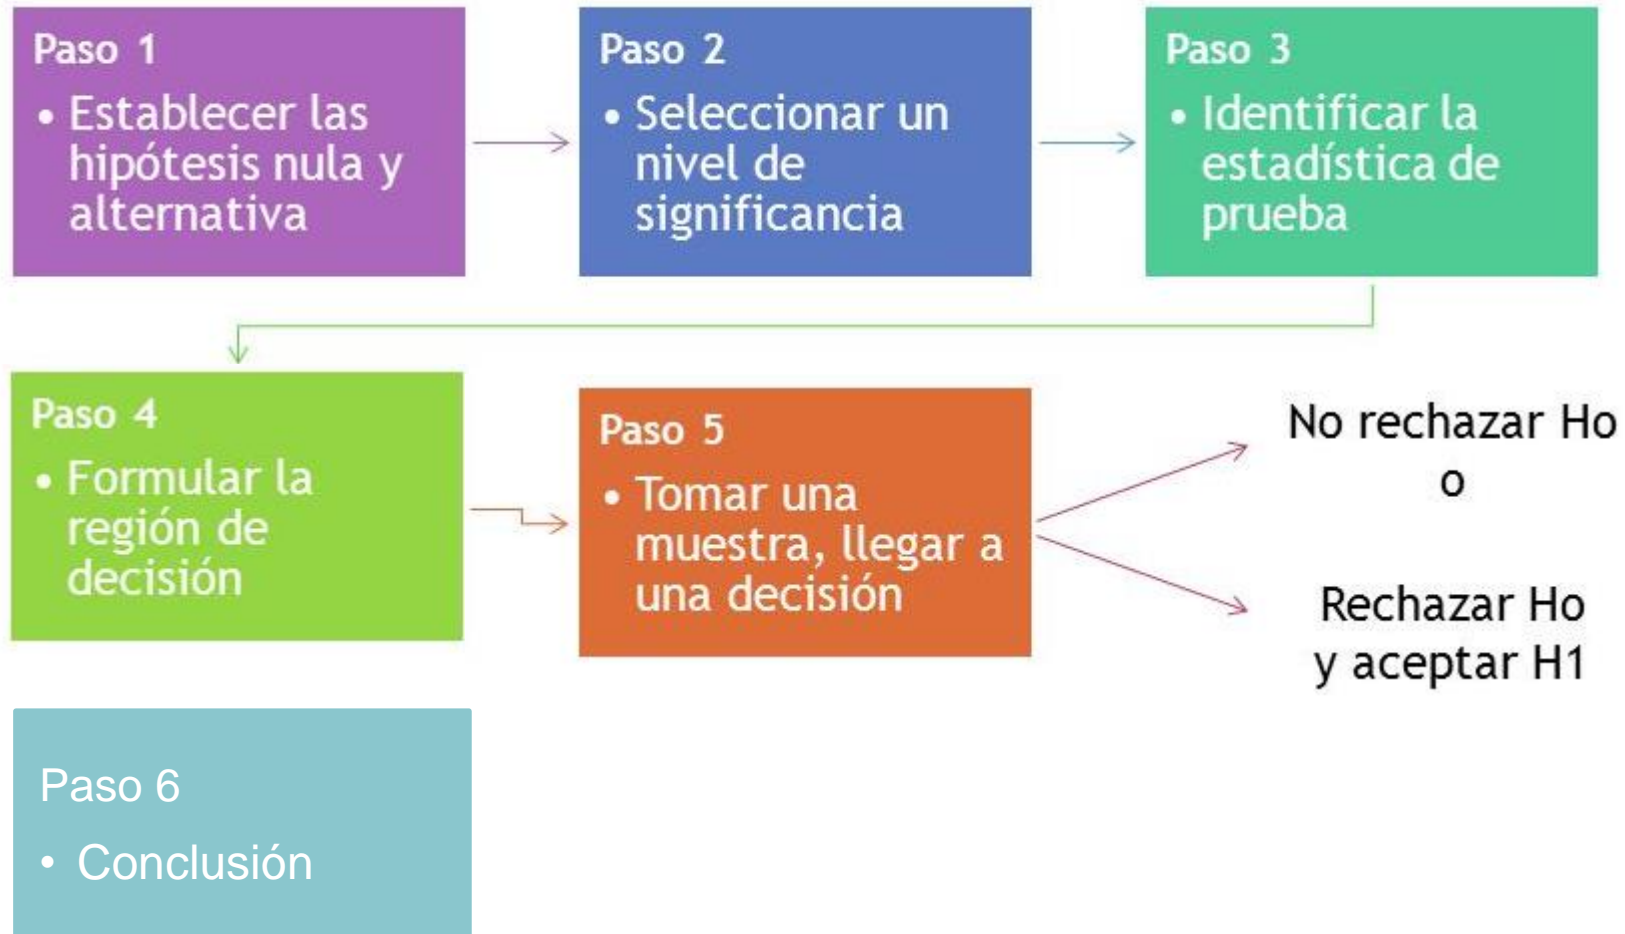 Paso 1
• Establecer las
hipótesis nula y
alternativa
Paso 2
• Seleccionar un
nivel de
significancia
Paso 3
• Identificar la
estadística de
prueba
Paso 4
• Formular la
región de
decisión
Paso 5
• Tomar una
muestra, llegar a
una decisión
No rechazar Ho
o
Rechazar Ho
y aceptar H1
Paso 6
• Conclusión